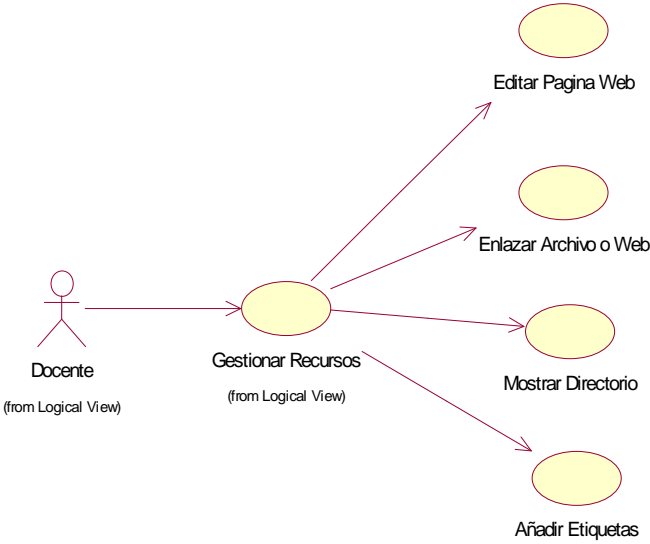 Editar Pagina Web
Enlazar Archivo o Web
Docente
(from Logical View)
Gestionar Recursos
(from Logical View)
Mostrar Directorio
Añadir Etiquetas